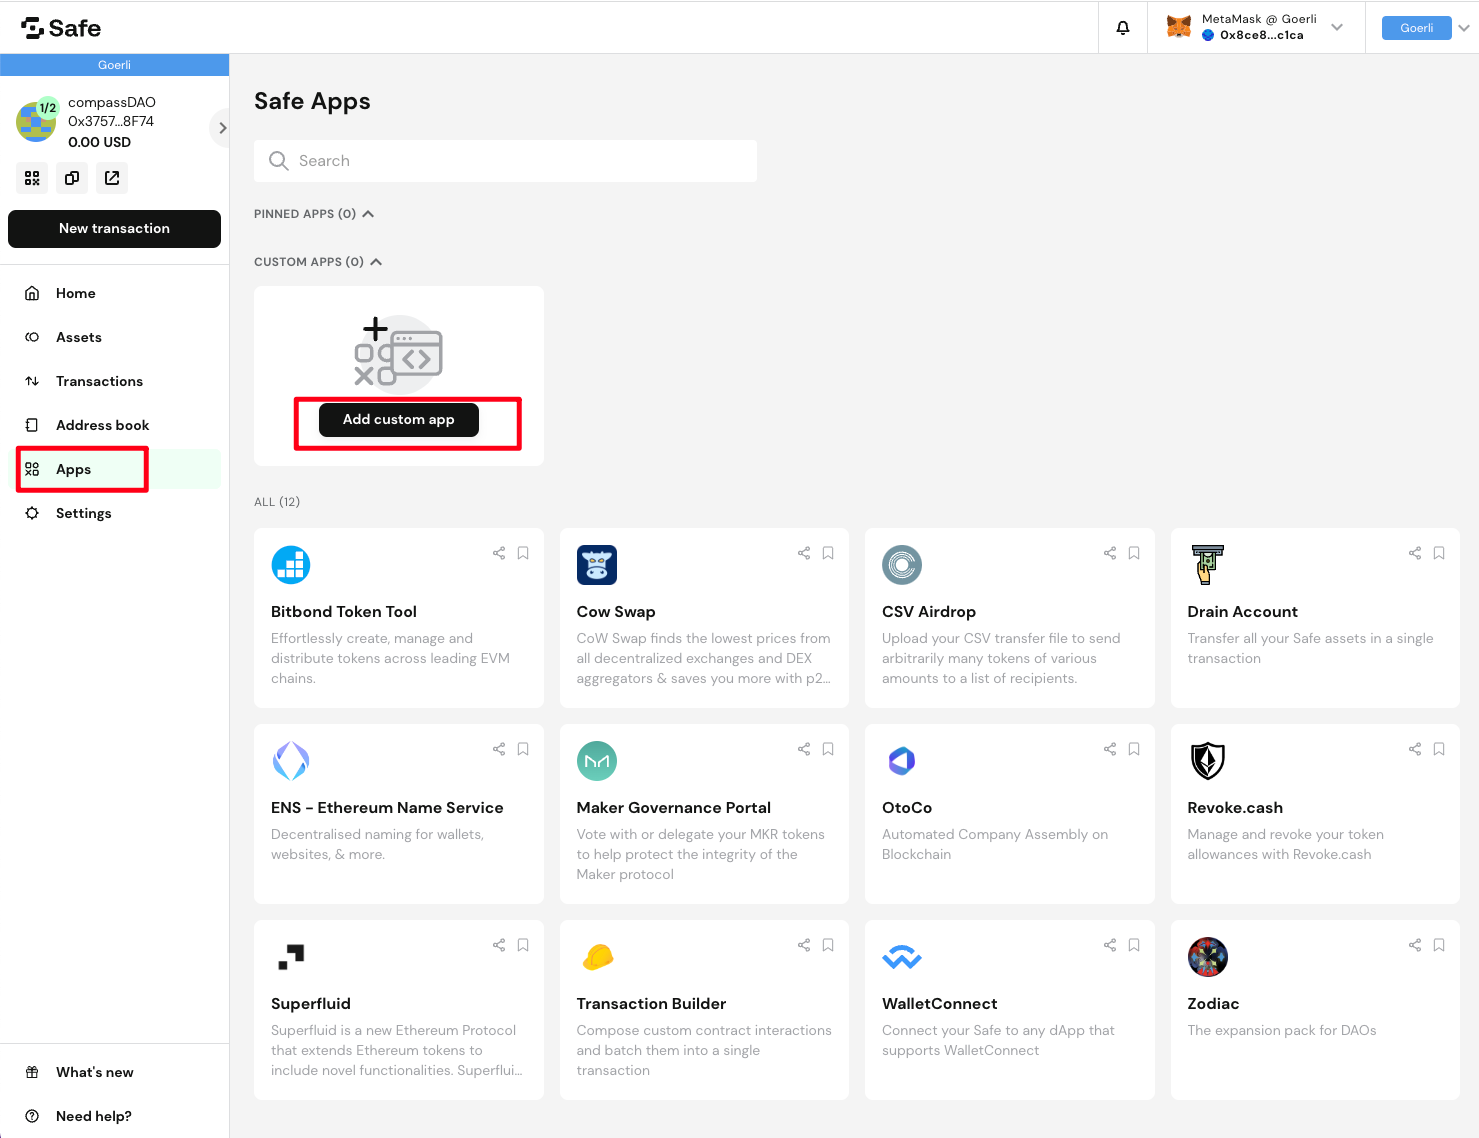 Safe
MetaMask @ Goerli
0x8ce8...c1ca
Goerli
Goerli
1/2
compassDAO
0x3757...8F74
0.00 USD
New transaction
Home
Assets
Transactions
Address book
Apps
Settings
What's new
Need help?
Safe Apps
Search
PINNED APPS (0)
CUSTOM APPS (0)
Add custom app
ALL (12)
Bitbond Token Tool
Effortlessly create, manage and
distribute tokens across leading EVM
chains.
Cow Swap
CoW Swap finds the lowest prices from
all decentralized exchanges and DEX
aggregators & saves you more with p2...
CSV Airdrop
Upload your CSV transfer file to send
arbitrarily many tokens of various
amounts to a list of recipients.
Drain Account
Transfer all your Safe assets in a single
transaction
ENS - Ethereum Name Service
Decentralised naming for wallets,
websites, & more.
Maker Governance Portal
Vote with or delegate your MKR tokens
to help protect the integrity of the
Maker protocol
OtoCo
Automated Company Assembly on
Blockchain
Revoke.cash
Manage and revoke your token
allowances with Revoke.cash
Superfluid
Superfluid is a new Ethereum Protocol
that extends Ethereum tokens to
include novel functionalities. Superflui...
Transaction Builder
Compose custom contract interactions
and batch them into a single
transaction
WalletConnect
Connect your Safe to any dApp that
supports WalletConnect
Zodiac
The expansion pack for DAOs